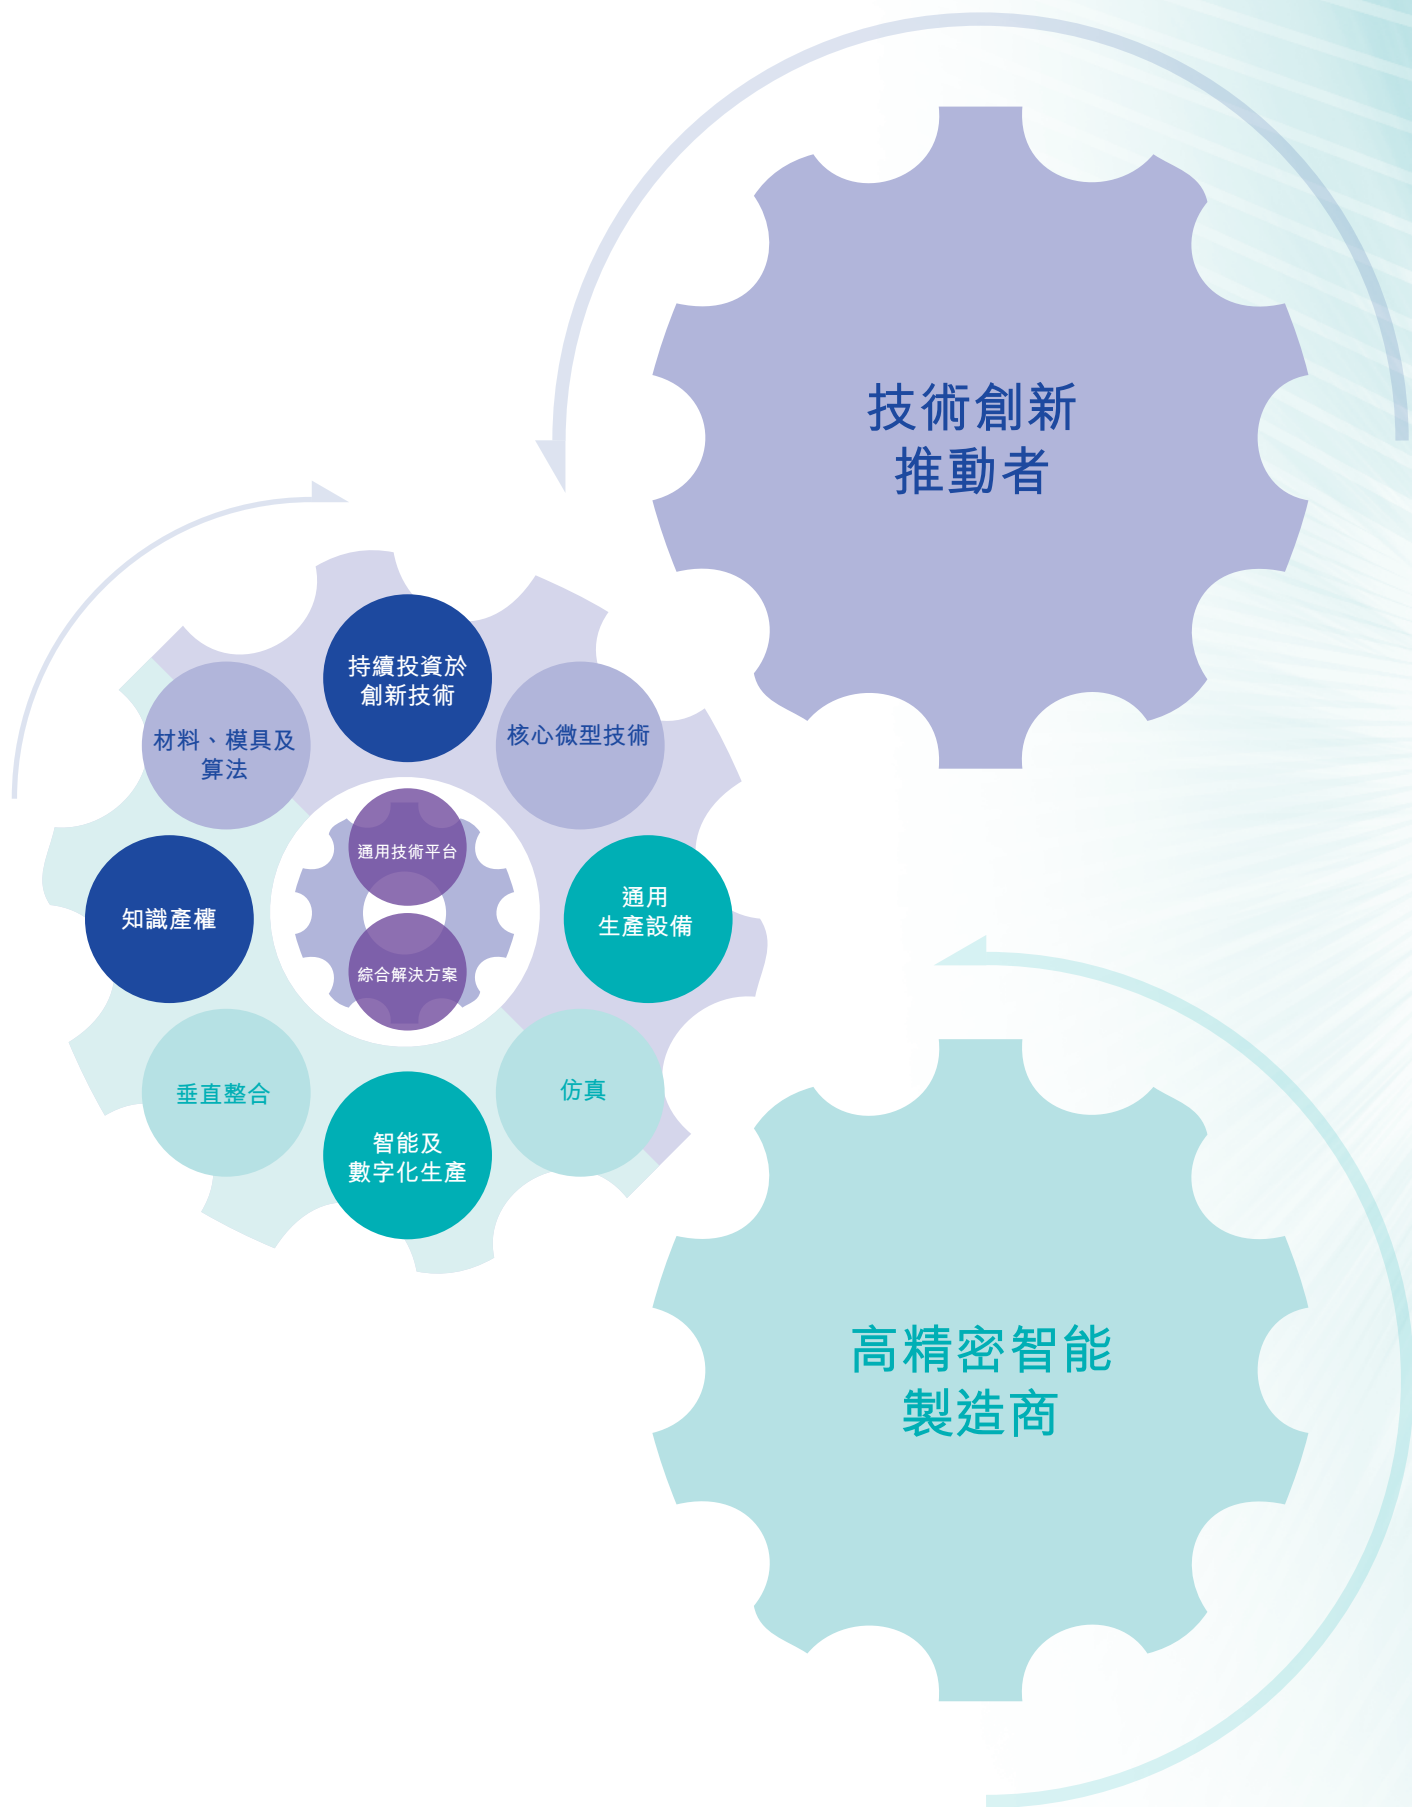 技術創新
推動者
持續投資於
創新技術
核心微型技術
材料、模具及
算法
通用技術平台
通用
生產設備
知識產權
綜合解決方案
仿真
垂直整合
智能及
數字化生產
高精密智能
製造商